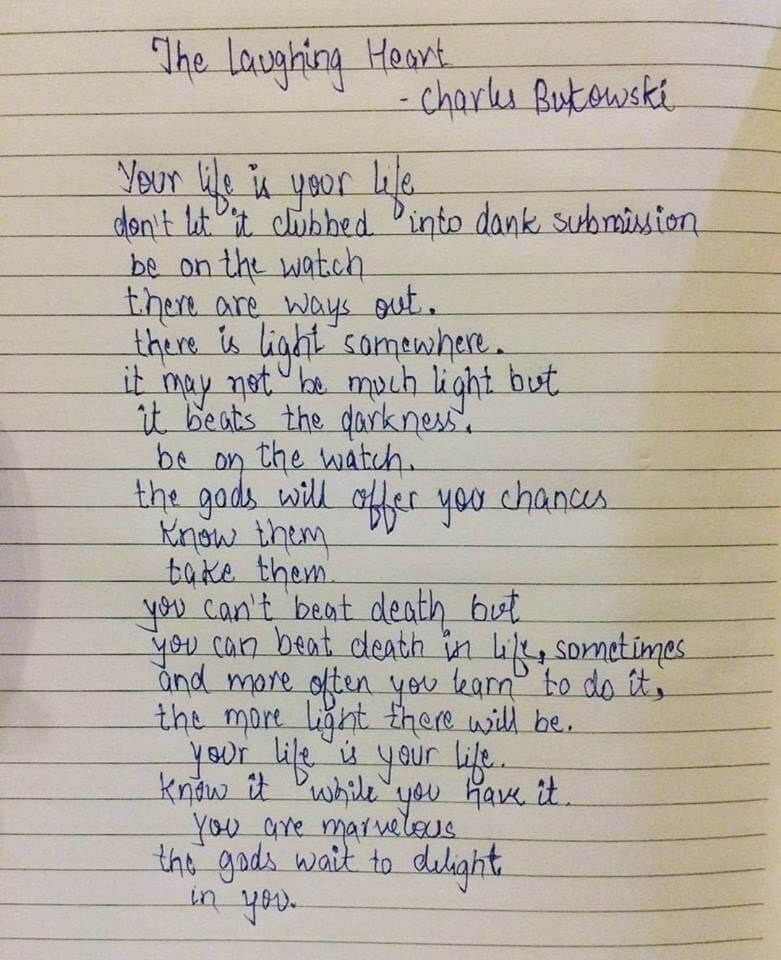 The Laughing Heart
- Charles Bukowski
Your life is your life
don't let it clubbed into dank submission
be on the watch
there are ways out.
there is light somewhere.
it may not be much light but
it beats the darkness.
be on the watch.
the gods will offer you chances
Know them
take them.
you can't beat death but
you can beat death in life, sometimes
and more often you learn to do it,
the more light there will be.
your life is your life.
Know it while you have it.
You are marvelous
the gods wait to delight
in you.